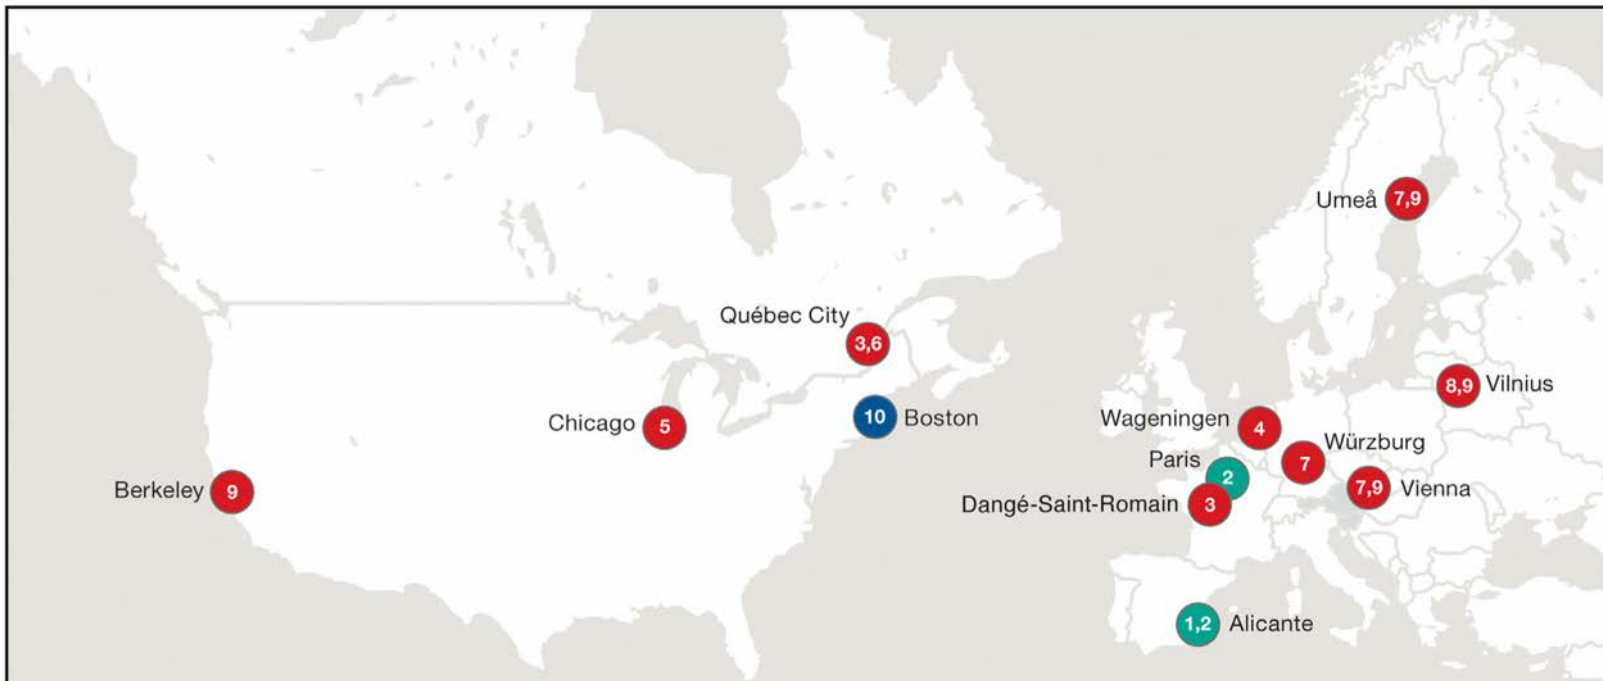 Umeå 7,9
Québec City
3,6
8,9 Vilnius
Chicago 5
10 Boston
Wageningen 4
Würzburg
7
Paris
2
Berkeley 9
7,9 Vienna
Dangé-Saint-Romain 3
1,2 Alicante